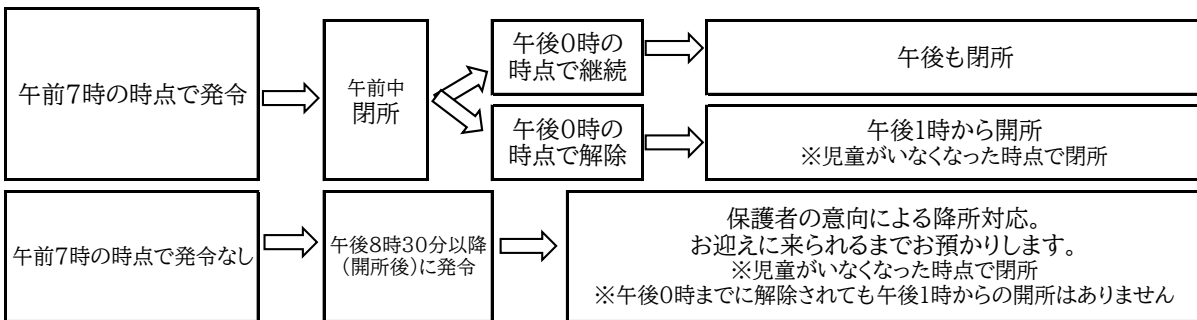 午前7時の時点で発令
午前中
閉所
午後0時の
時点で継続
午後も閉所
午後0時の
時点で解除
午後1時から開所
※児童がいなくなった時点で閉所
午前7時の時点で発令なし
午後8時30分以降
(開所後)に発令
保護者の意向による降所対応。
お迎えに来られるまでお預かりします。
※児童がいなくなった時点で閉所
※午後0時までに解除されても午後1時からの開所はありません